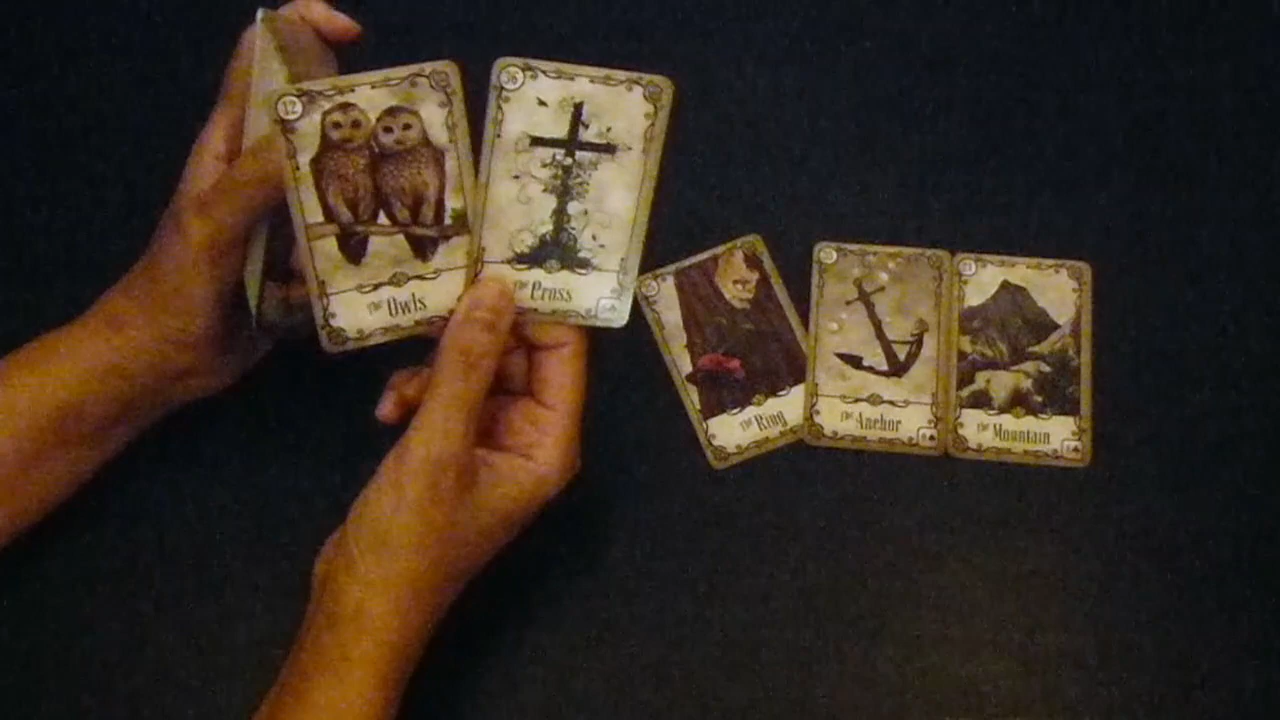 12
The Owls
36
The Cross
The Ring
The Anchor
The Mountain